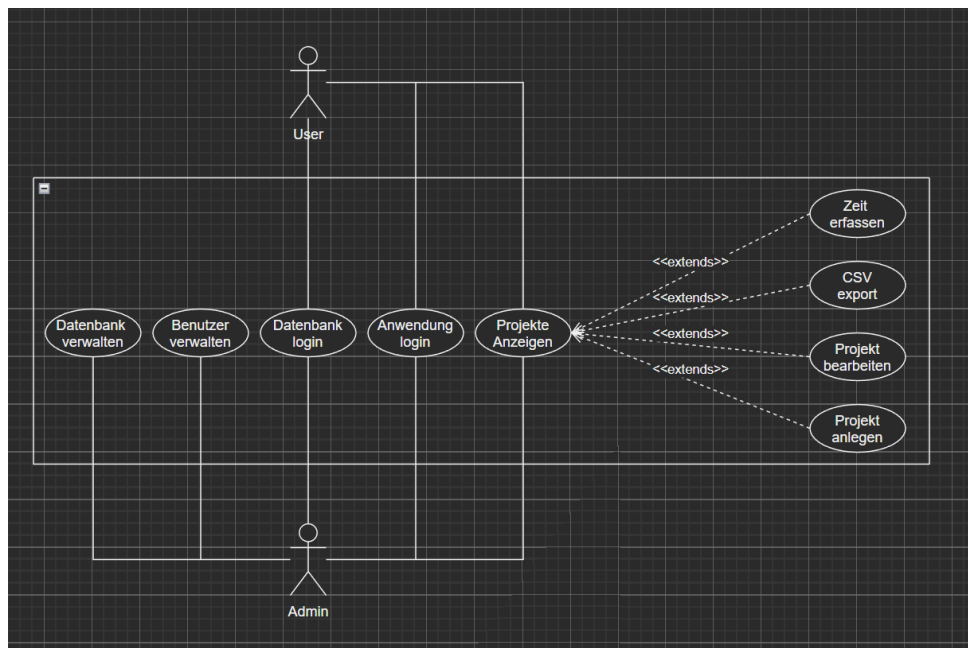 User
Zeit
erfassen
<<extends>>
CSV
export
<<extends>>
Datenbank
verwalten
Benutzer
verwalten
Datenbank
login
Anwendung
login
Projekte
Anzeigen
<<extends>>
Projekt
bearbeiten
<<extends>>
Projekt
anlegen
Admin